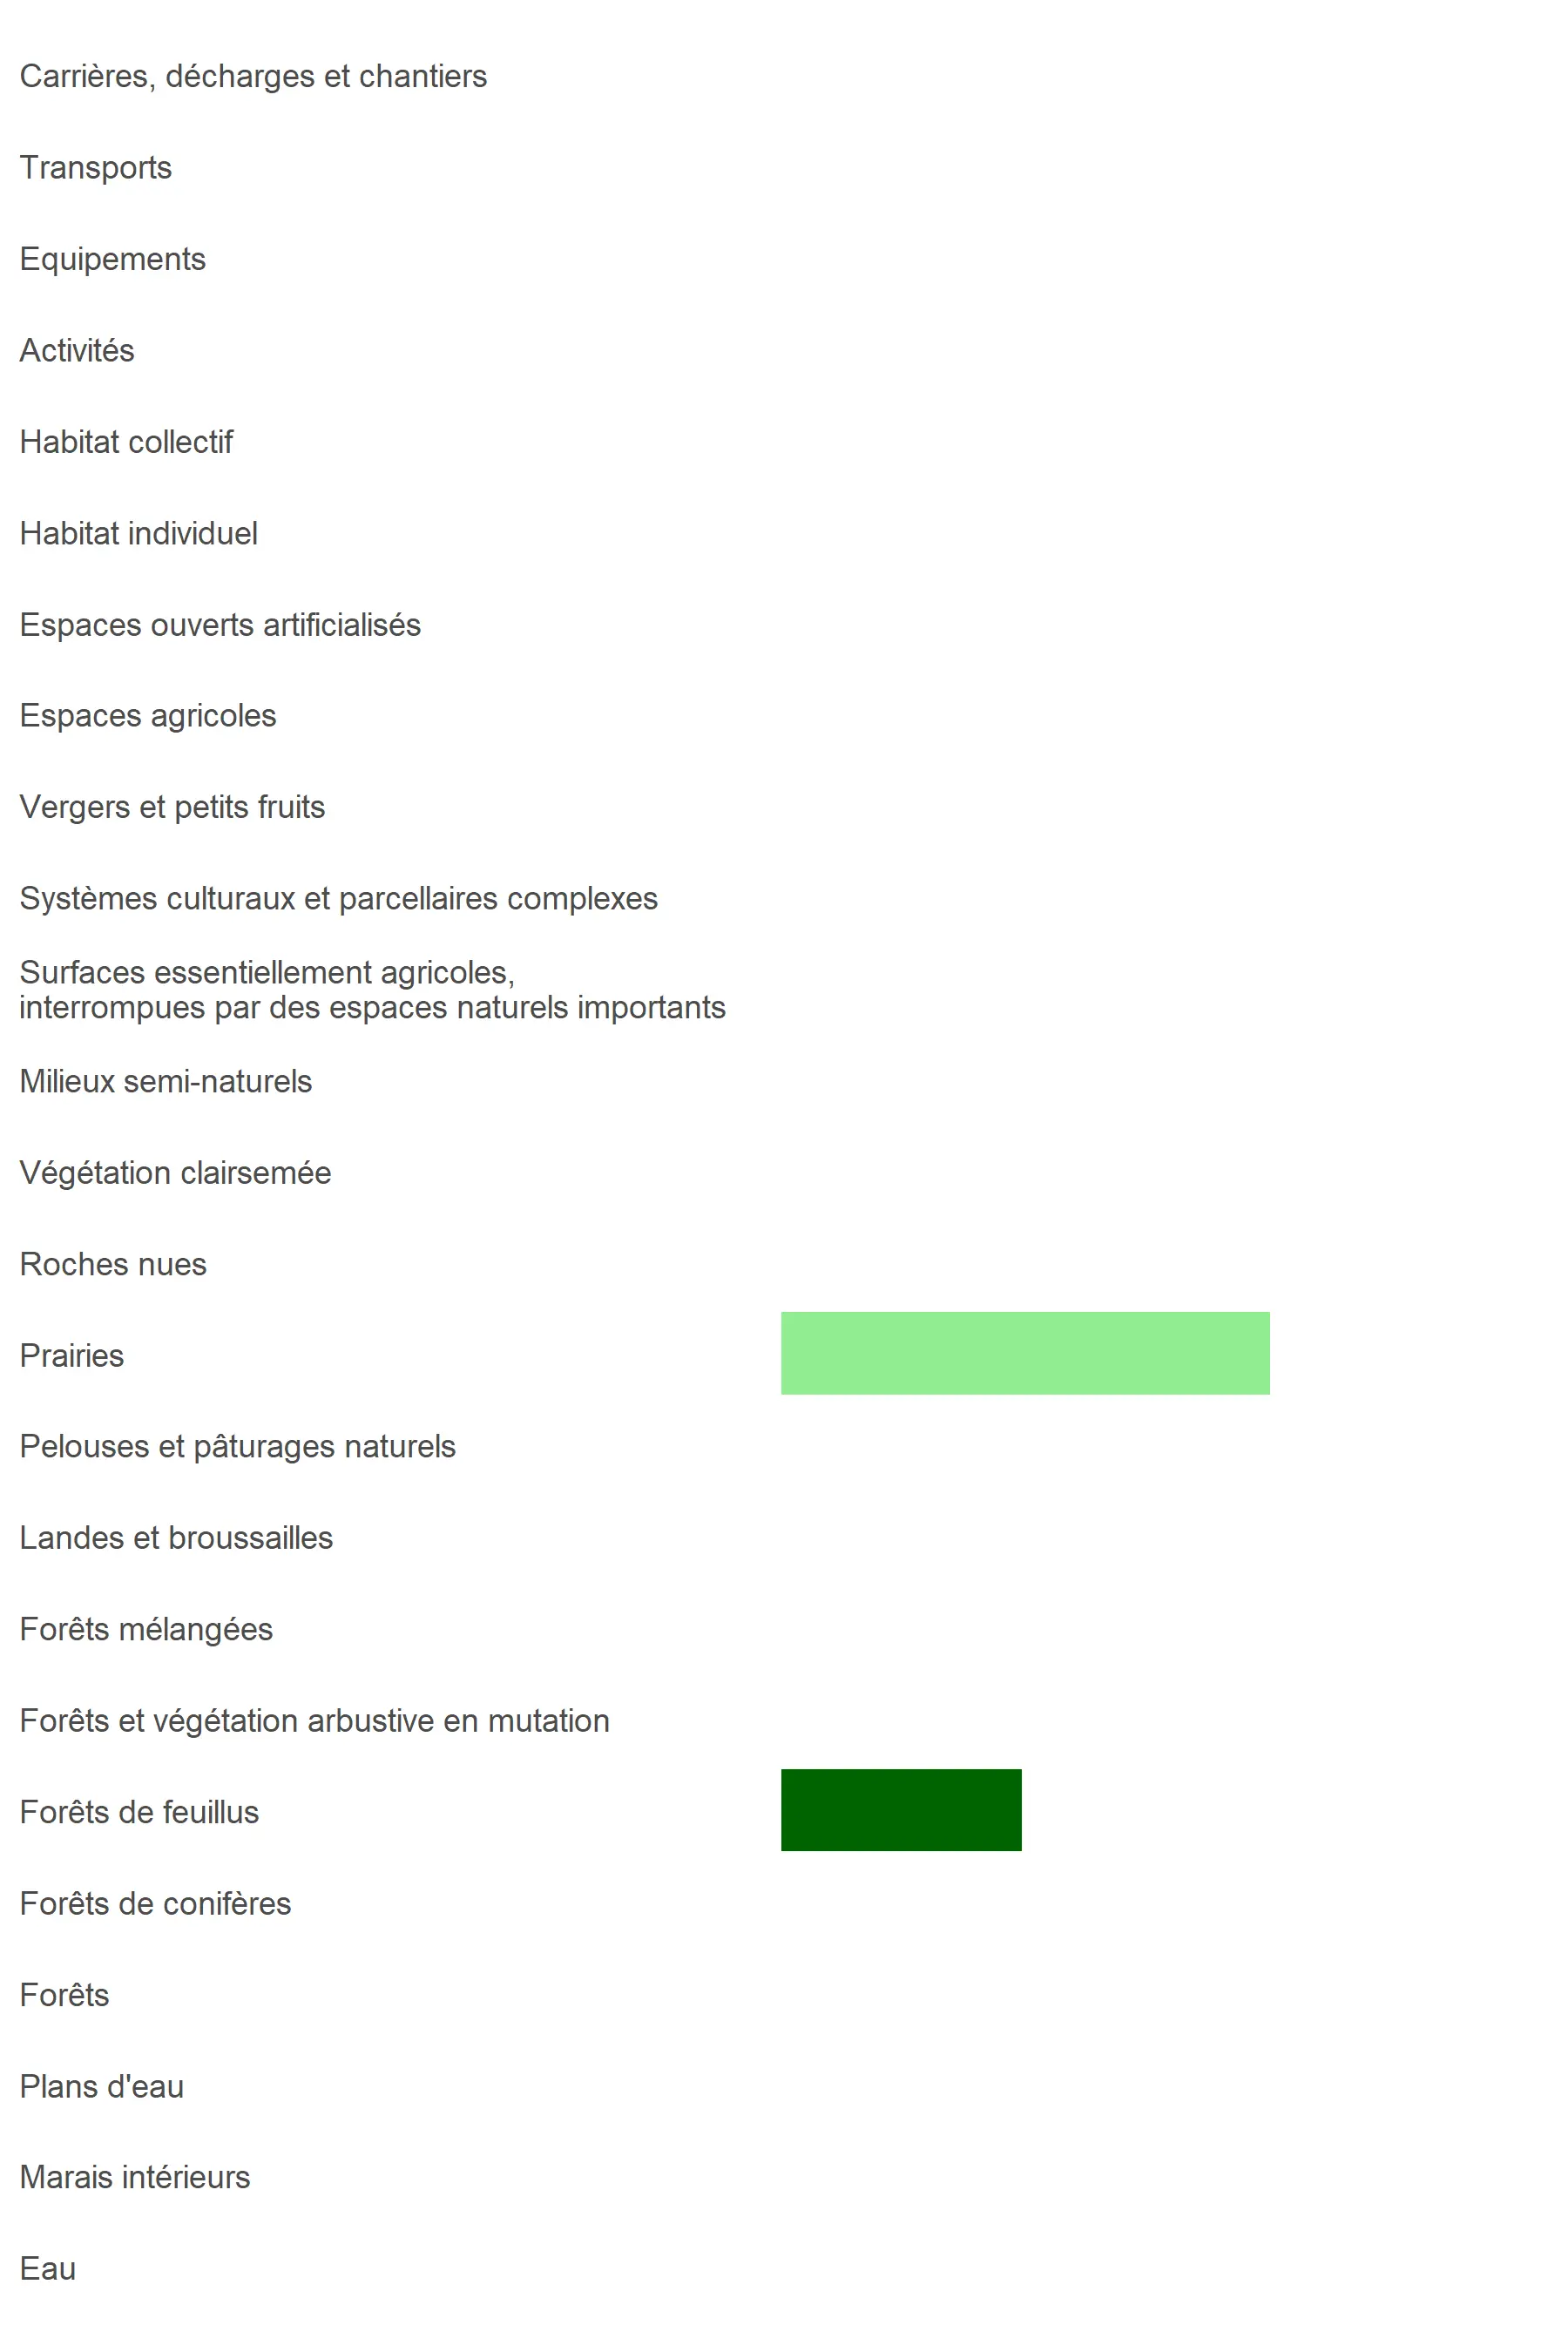 Carrières, décharges et chantiers
Transports
Equipements
Activités
Habitat collectif
Habitat individuel
Espaces ouverts artificialisés
Espaces agricoles
Vergers et petits fruits
Systèmes culturaux et parcellaires complexes
Surfaces essentiellement agricoles,
interrompues par des espaces naturels importants
Milieux semi-naturels
Végétation clairsemée
Roches nues
Prairies
Pelouses et pâturages naturels
Landes et broussailles
Forêts mélangées
Forêts et végétation arbustive en mutation
Forêts de feuillus
Forêts de conifères
Forêts
Plans d'eau
Marais intérieurs
Eau